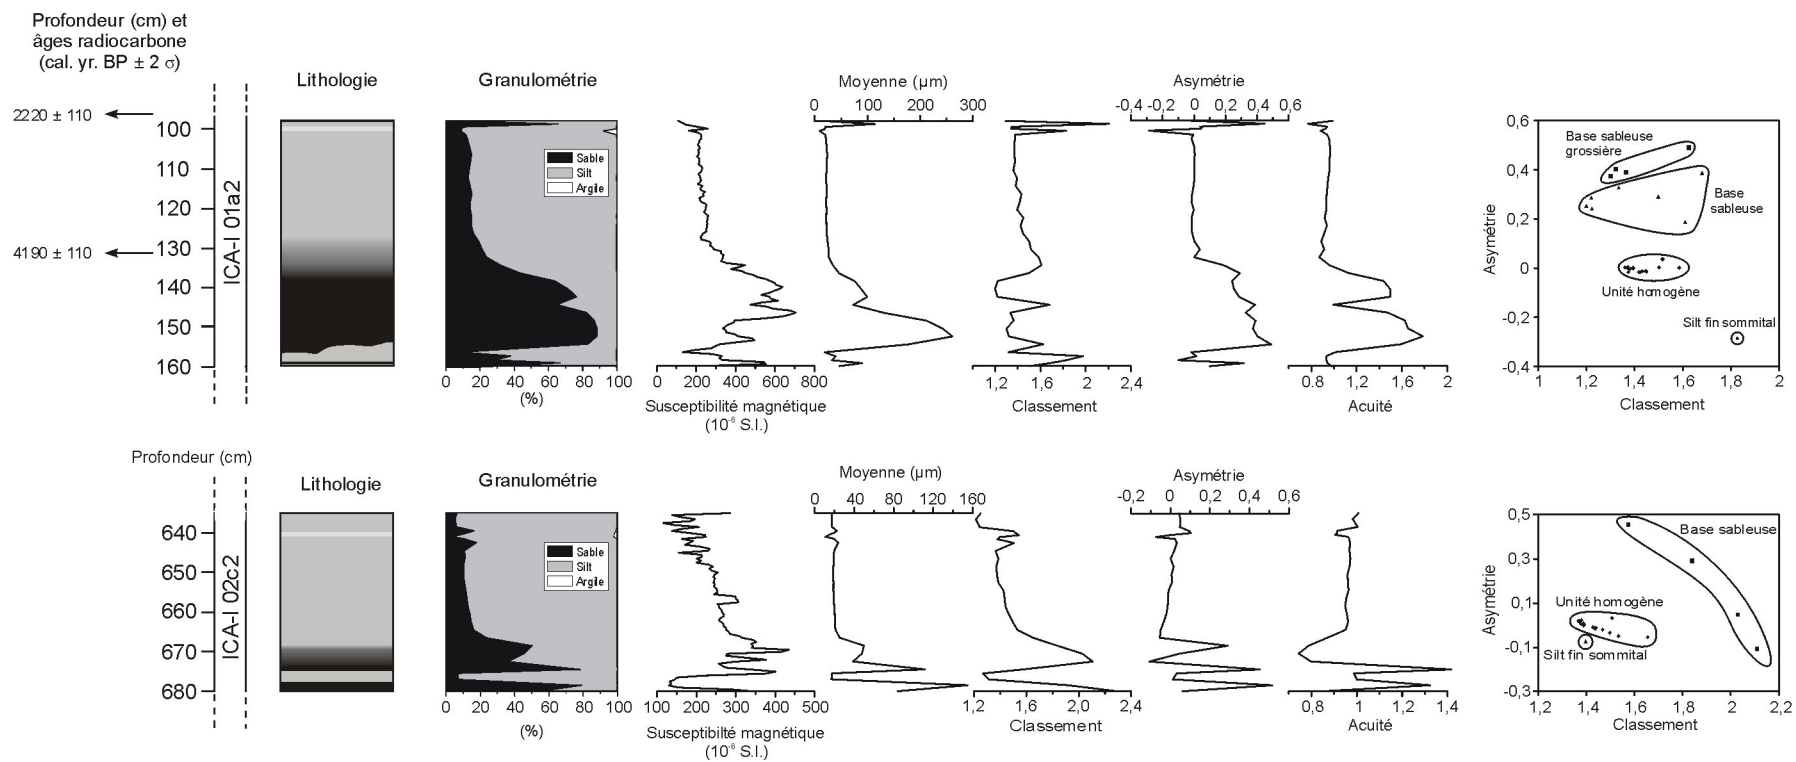 Profondeur (cm) et
âges radiocarbone
(cal. yr. BP ± 2 σ)
2220 ± 110
4190 ± 110
100
110
120
130
140
150
160
ICA-I 01a2
Lithologie
Granulométrie
Sable
Silt
Argile
0 20 40 60 80 100
(%)
0 200 400 600 800
Susceptibilité magnétique
(10⁻⁶ S.I.)
Moyenne (µm)
0 100 200 300
1,2 1,6 2 2,4
Classement
Asymétrie
-0,4 -0,2 0 0,2 0,4 0,6
0.8 1,2 1,6 2
Acuité
0,6
0,4
0,2
0
-0,2
-0,4
Asymétrie
Base sableuse
grossière
Base
sableuse
Unité homogène
Silt fin sommital
1 1,2 1,4 1,6 1,8 2
Classement
Profondeur (cm)
640
650
660
670
680
ICA-I 02c2
Lithologie
Granulométrie
Sable
Silt
Argile
0 20 40 60 80 100
(%)
100 200 300 400 500
Susceptibilité magnétique
(10⁻⁶ S.I.)
Moyenne (µm)
0 40 80 120 160
1,2 1,6 2,0 2,4
Classement
Asymétrie
-0,2 0 0,2 0,4 0,6
0,8 1 1,2 1,4
Acuité
0,5
0,3
0,1
-0,1
-0,3
Asymétrie
Base sableuse
Unité homogène
Silt fin sommital
1,2 1,4 1,6 1,8 2 2,2
Classement